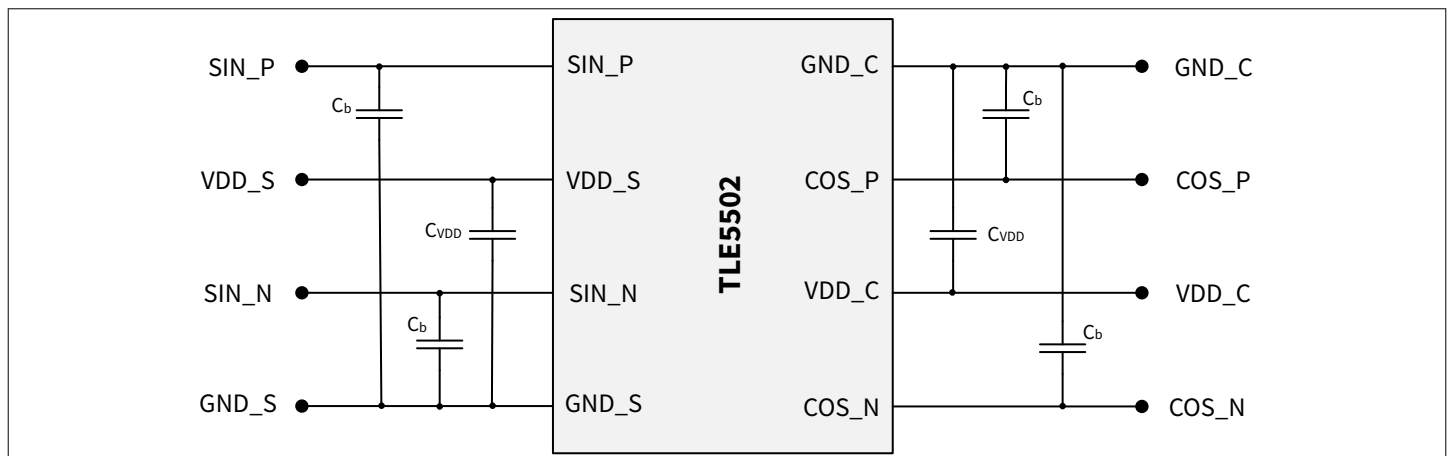 SIN_P
SIN_P
GND_C
GND_C
Cb
Cb
VDD_S
VDD_S
COS_P
COS_P
TLE5502
CVDD
CVDD
SIN_N
SIN_N
VDD_C
VDD_C
Cb
Cb
GND_S
GND_S
COS_N
COS_N